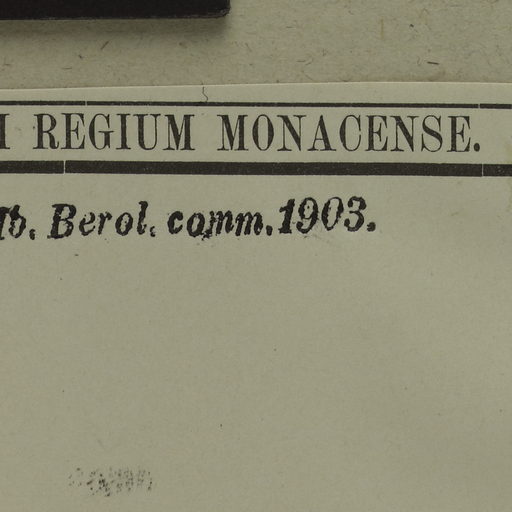 REGIUM MONACENSE.
Berol. comm. 1903.